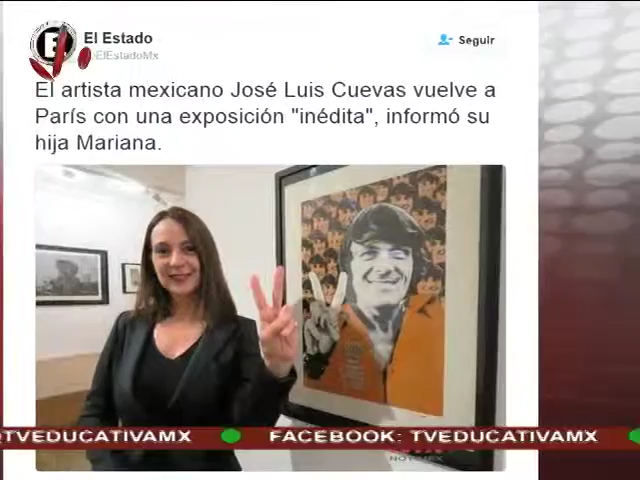 El Estado
@ElEstadoMx
Seguir
El artista mexicano José Luis Cuevas vuelve a
París con una exposición "inédita", informó su
hija Mariana.
TVEDUCATIVAMX
FACEBOOK: TVEDUCATIVAMX
NOTIMEX